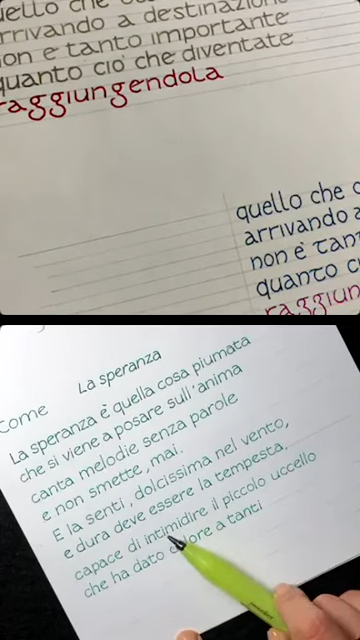 quello che
arrivando a destinazione
non è tanto importante
quanto ciò che diventate
raggiungendola
quello che
arrivando a
non è tan
quanto ci
raggiun
La speranza
Come
La speranza è quella cosa piumata
che si viene a posare sull'anima
canta melodie senza parole
e non smette, mai.
E la senti, dolcissima nel vento,
e dura deve essere la tempesta,
capace di intimidire il piccolo uccello
che ha dato calore a tanti